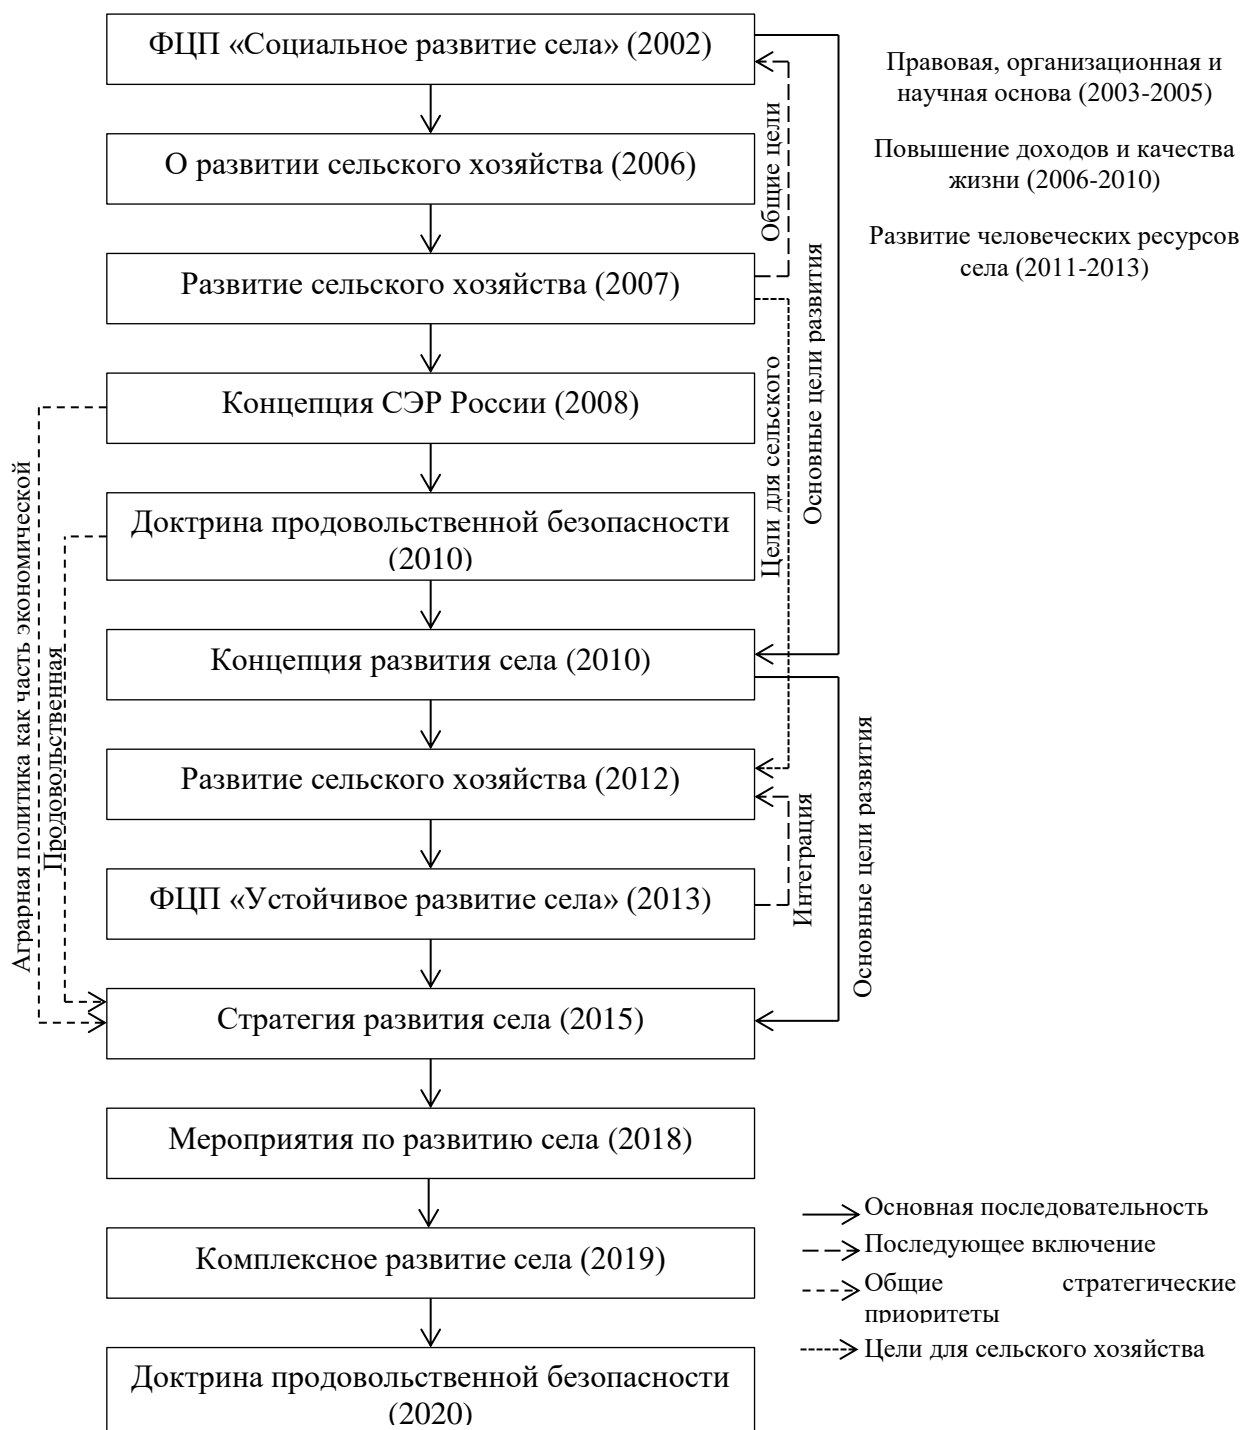 ФЦП «Социальное развитие села» (2002)
О развитии сельского хозяйства (2006)
Развитие сельского хозяйства (2007)
Концепция СЭР России (2008)
Доктрина продовольственной безопасности
(2010)
Концепция развития села (2010)
Развитие сельского хозяйства (2012)
ФЦП «Устойчивое развитие села» (2013)
Стратегия развития села (2015)
Мероприятия по развитию села (2018)
Комплексное развитие села (2019)
Доктрина продовольственной безопасности
(2020)
Аграрная политика как часть экономической
Продовольственная
Общие цели
Цели для сельского
Интеграция
Основные цели развития
Основные цели развития
Правовая, организационная и
научная основа (2003-2005)
Повышение доходов и качества
жизни (2006-2010)
Развитие человеческих ресурсов
села (2011-2013)
Основная последовательность
Последующее включение
Общие стратегические
приоритеты
Цели для сельского хозяйства